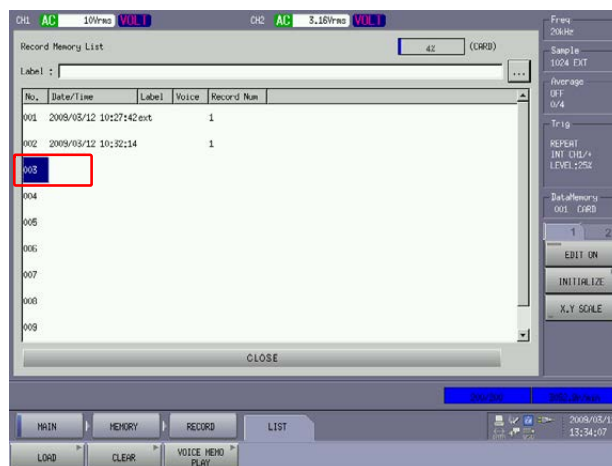 CH1 AC 10Vrms VOLT CH2 AC 3.16Vrms VOLT
Record Memory List 4% (CARD)
Label : ...
No. Date/Time Label Voice Record Num
001 2009/03/12 10:27:42 ext 1
002 2009/03/12 10:32:14 1
003
004
005
006
007
008
009
CLOSE
Freq
20kHz
Sample
1024 EXT
Average
OFF
0/4
Trig
REPEAT
INT CH1/+
LEVEL:25%
DataMemory
001 CARD
1 2
EDIT ON
INITIALIZE
X.Y SCALE
MAIN MEMORY RECORD LIST
2009/03/1
13:34:07
LOAD CLEAR VOICE MEMO
PLAY